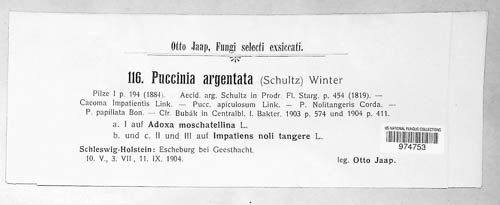 Otto Jaap, Fungi selecti exsiccati.
116. Puccinia argentata (Schultz) Winter
Pilze I p. 194 (1884). Aecid. arg. Schultz in Prodr. Fl. Starg. p. 454 (1819). —
Caeoma Impatientis Link. — Pucc. apiculosum Link. — P. Nolitangeris Corda. —
P. papillata Bon. — Cfr. Bubák in Centralbl. f. Bakter. 1903 p. 574 und 1904 p. 411.
a. I auf Adoxa moschatellina L.
b. und c. II und III auf Impatiens noli tangere L.
US NATIONAL FUNGUS COLLECTIONS
974753
Schleswig-Holstein: Escheburg bei Geesthacht.
10. V., 3. VII., 11. IX. 1904.
leg. Otto Jaap.